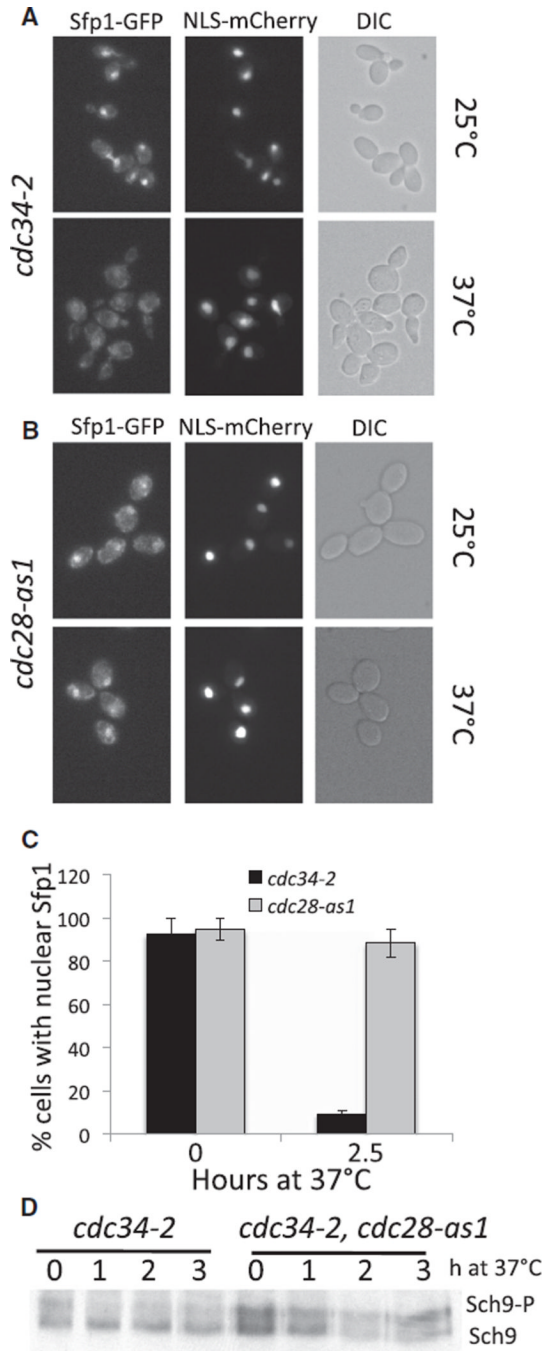 A
Sfp1-GFP NLS-mCherry DIC
cdc34-2
25°C
37°C
B
Sfp1-GFP NLS-mCherry DIC
cdc28-as1
25°C
37°C
C
% cells with nuclear Sfp1
120
100
80
60
40
20
0
cdc34-2
cdc28-as1
0 2.5
Hours at 37°C
D
cdc34-2 cdc34-2, cdc28-as1
0 1 2 3 0 1 2 3 h at 37°C
Sch9-P
Sch9